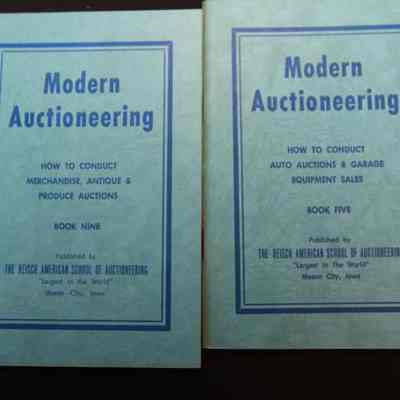 Modern
Auctioneering
HOW TO CONDUCT
MERCHANDISE, ANTIQUE &
PRODUCE AUCTIONS
BOOK NINE
Published by
THE REISCH AMERICAN SCHOOL OF AUCTIONEERING
"Largest in the World"
Mason City, Iowa
Modern
Auctioneering
HOW TO CONDUCT
AUTO AUCTIONS & GARAGE
EQUIPMENT SALES
BOOK FIVE
Published by
THE REISCH AMERICAN SCHOOL OF AUCTIONEERING
"Largest in the World"
Mason City, Iowa